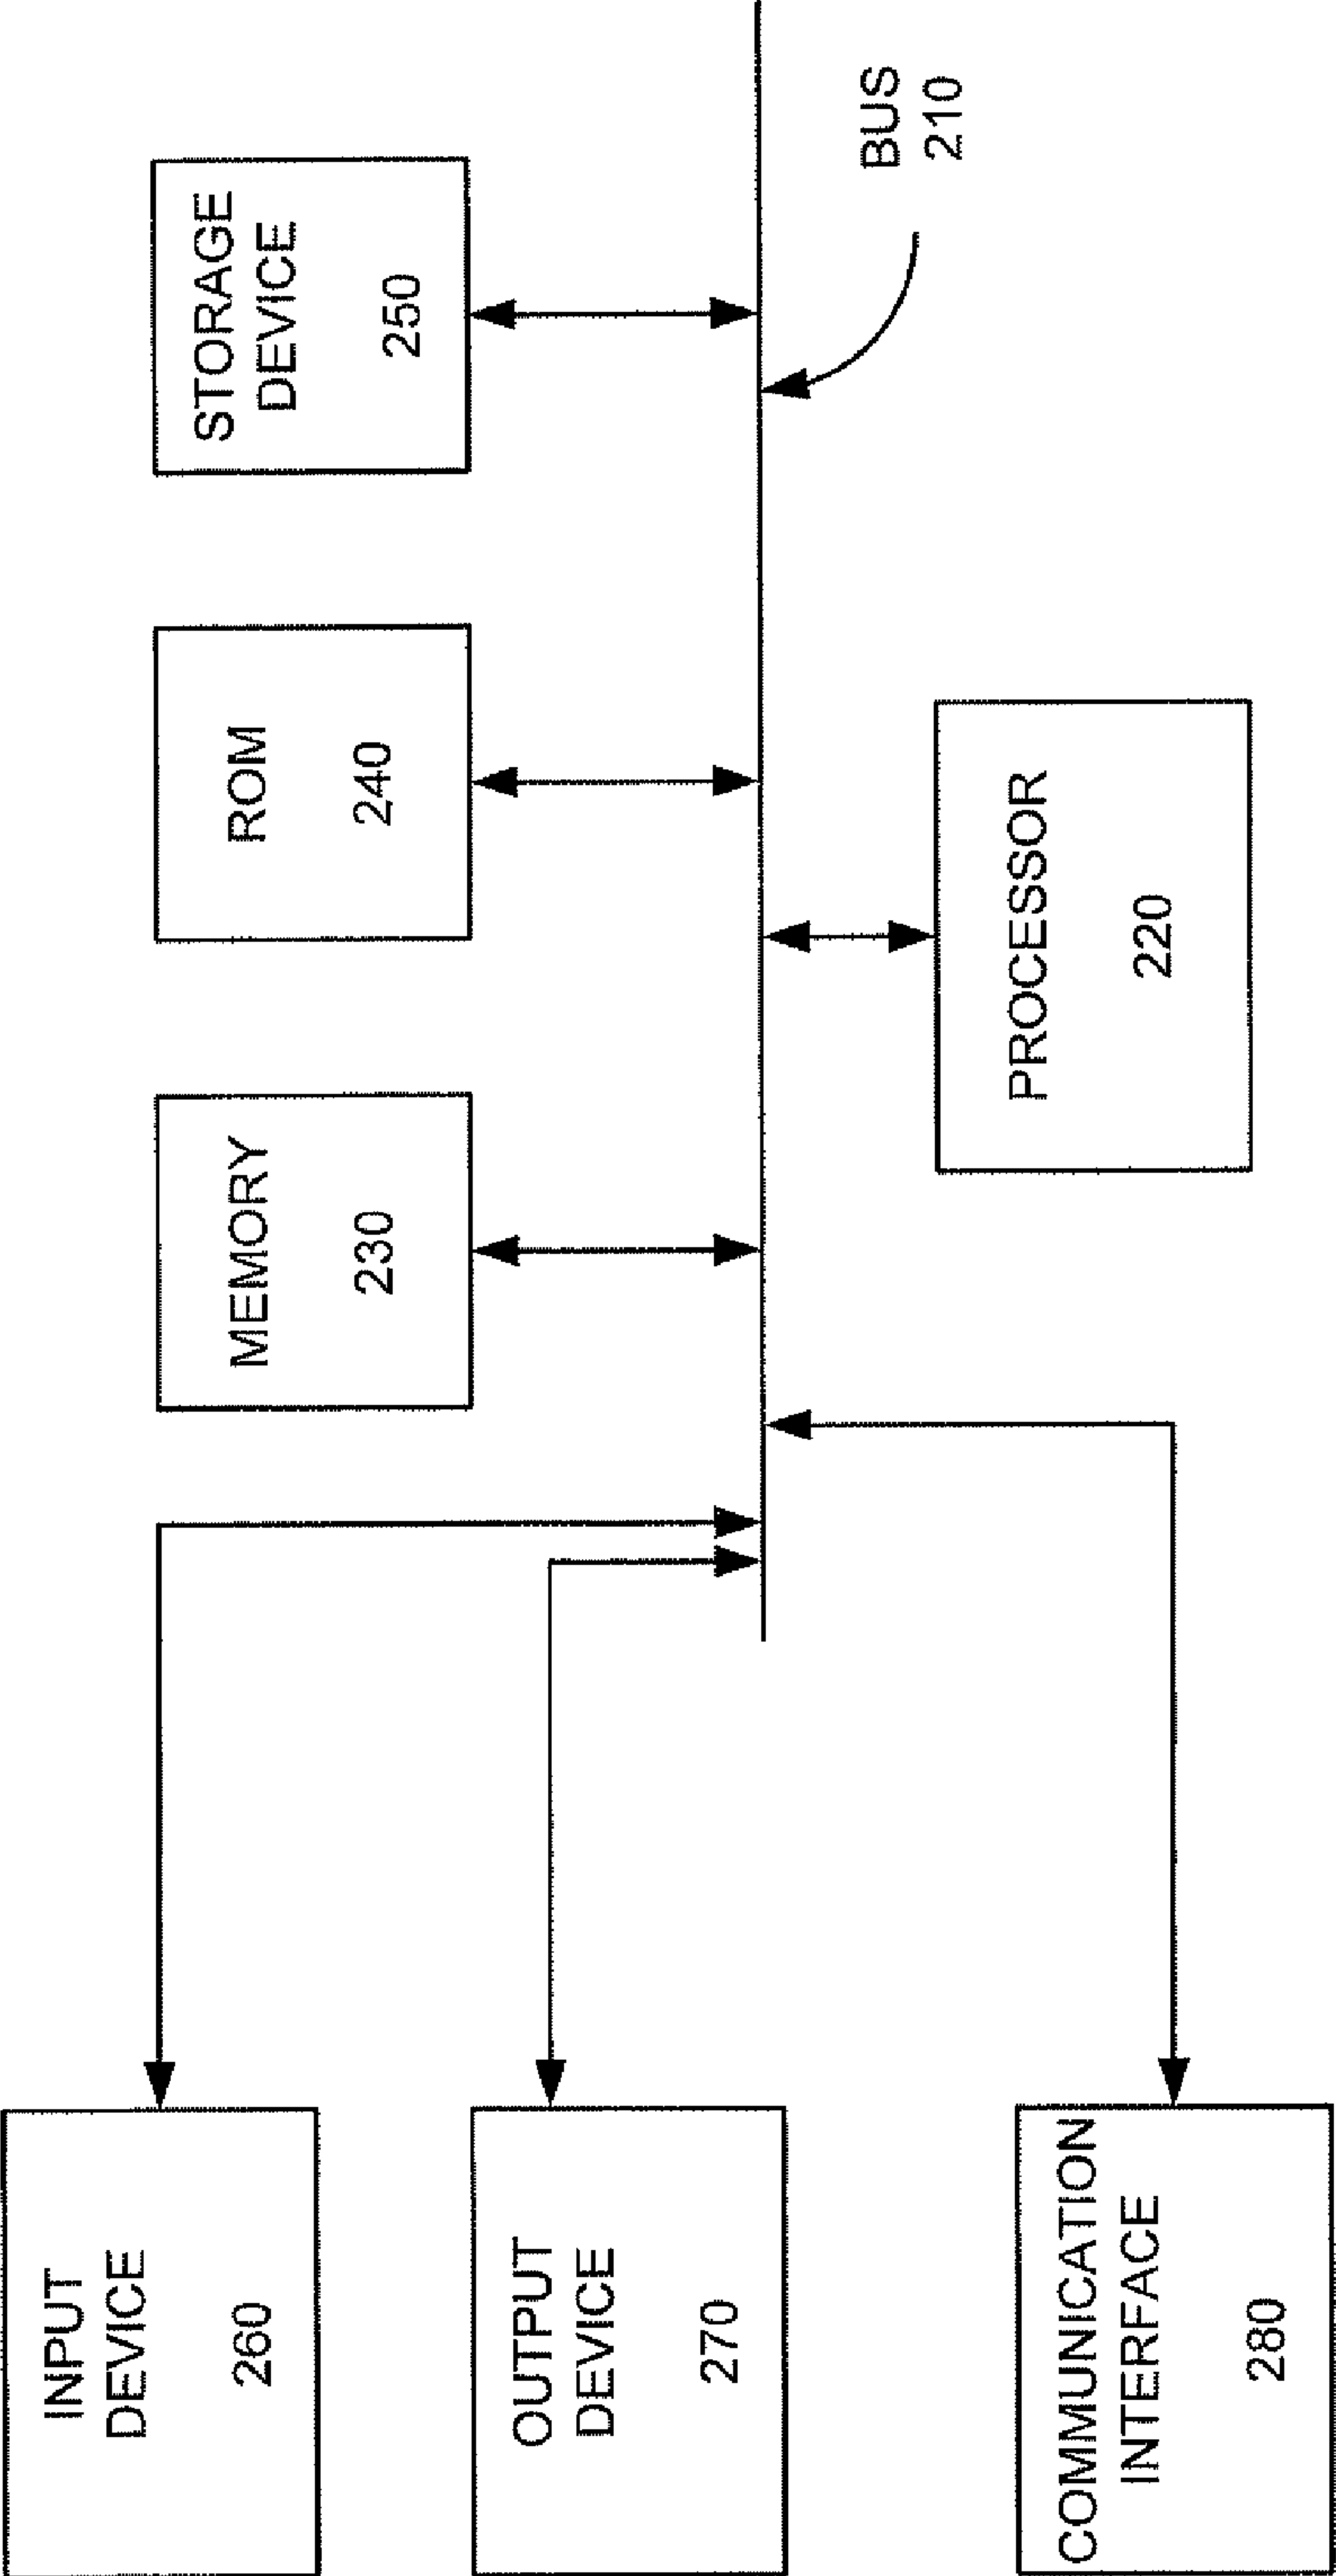 INPUT
DEVICE
260
OUTPUT
DEVICE
270
COMMUNICATION
INTERFACE
280
MEMORY
230
ROM
240
STORAGE
DEVICE
250
PROCESSOR
220
BUS
210